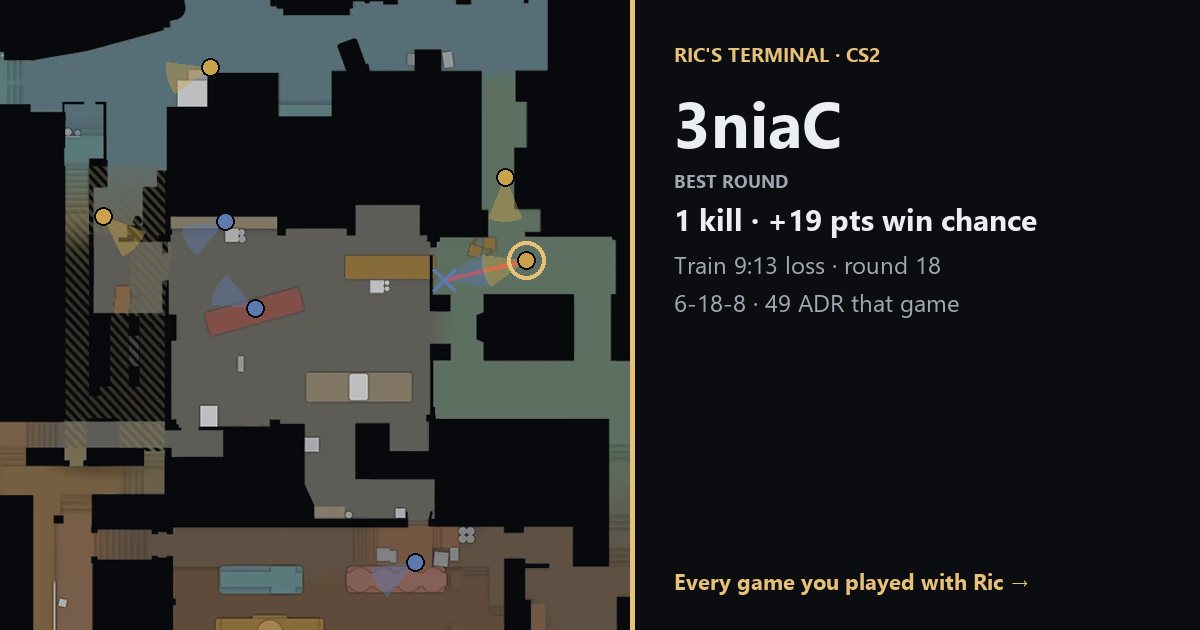 RIC'S TERMINAL · CS2
3niaC
BEST ROUND
1 kill · +19 pts win chance
Train 9:13 loss · round 18
6-18-8 · 49 ADR that game
Every game you played with Ric →